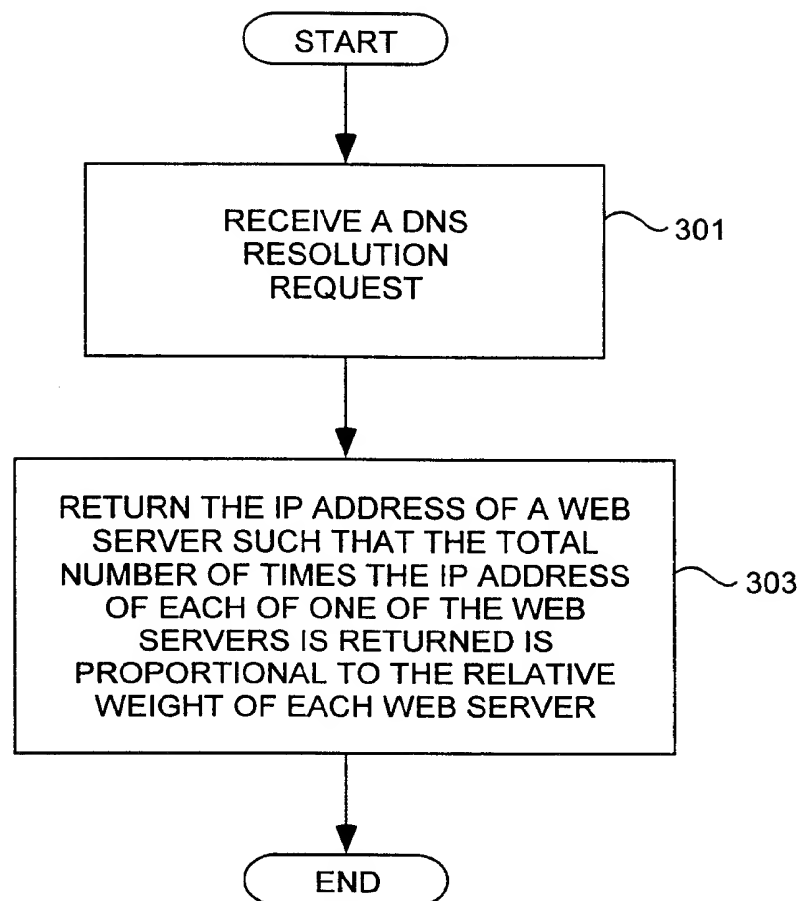 START
RECEIVE A DNS
RESOLUTION
REQUEST
301
RETURN THE IP ADDRESS OF A WEB
SERVER SUCH THAT THE TOTAL
NUMBER OF TIMES THE IP ADDRESS
OF EACH OF ONE OF THE WEB
SERVERS IS RETURNED IS
PROPORTIONAL TO THE RELATIVE
WEIGHT OF EACH WEB SERVER
303
END